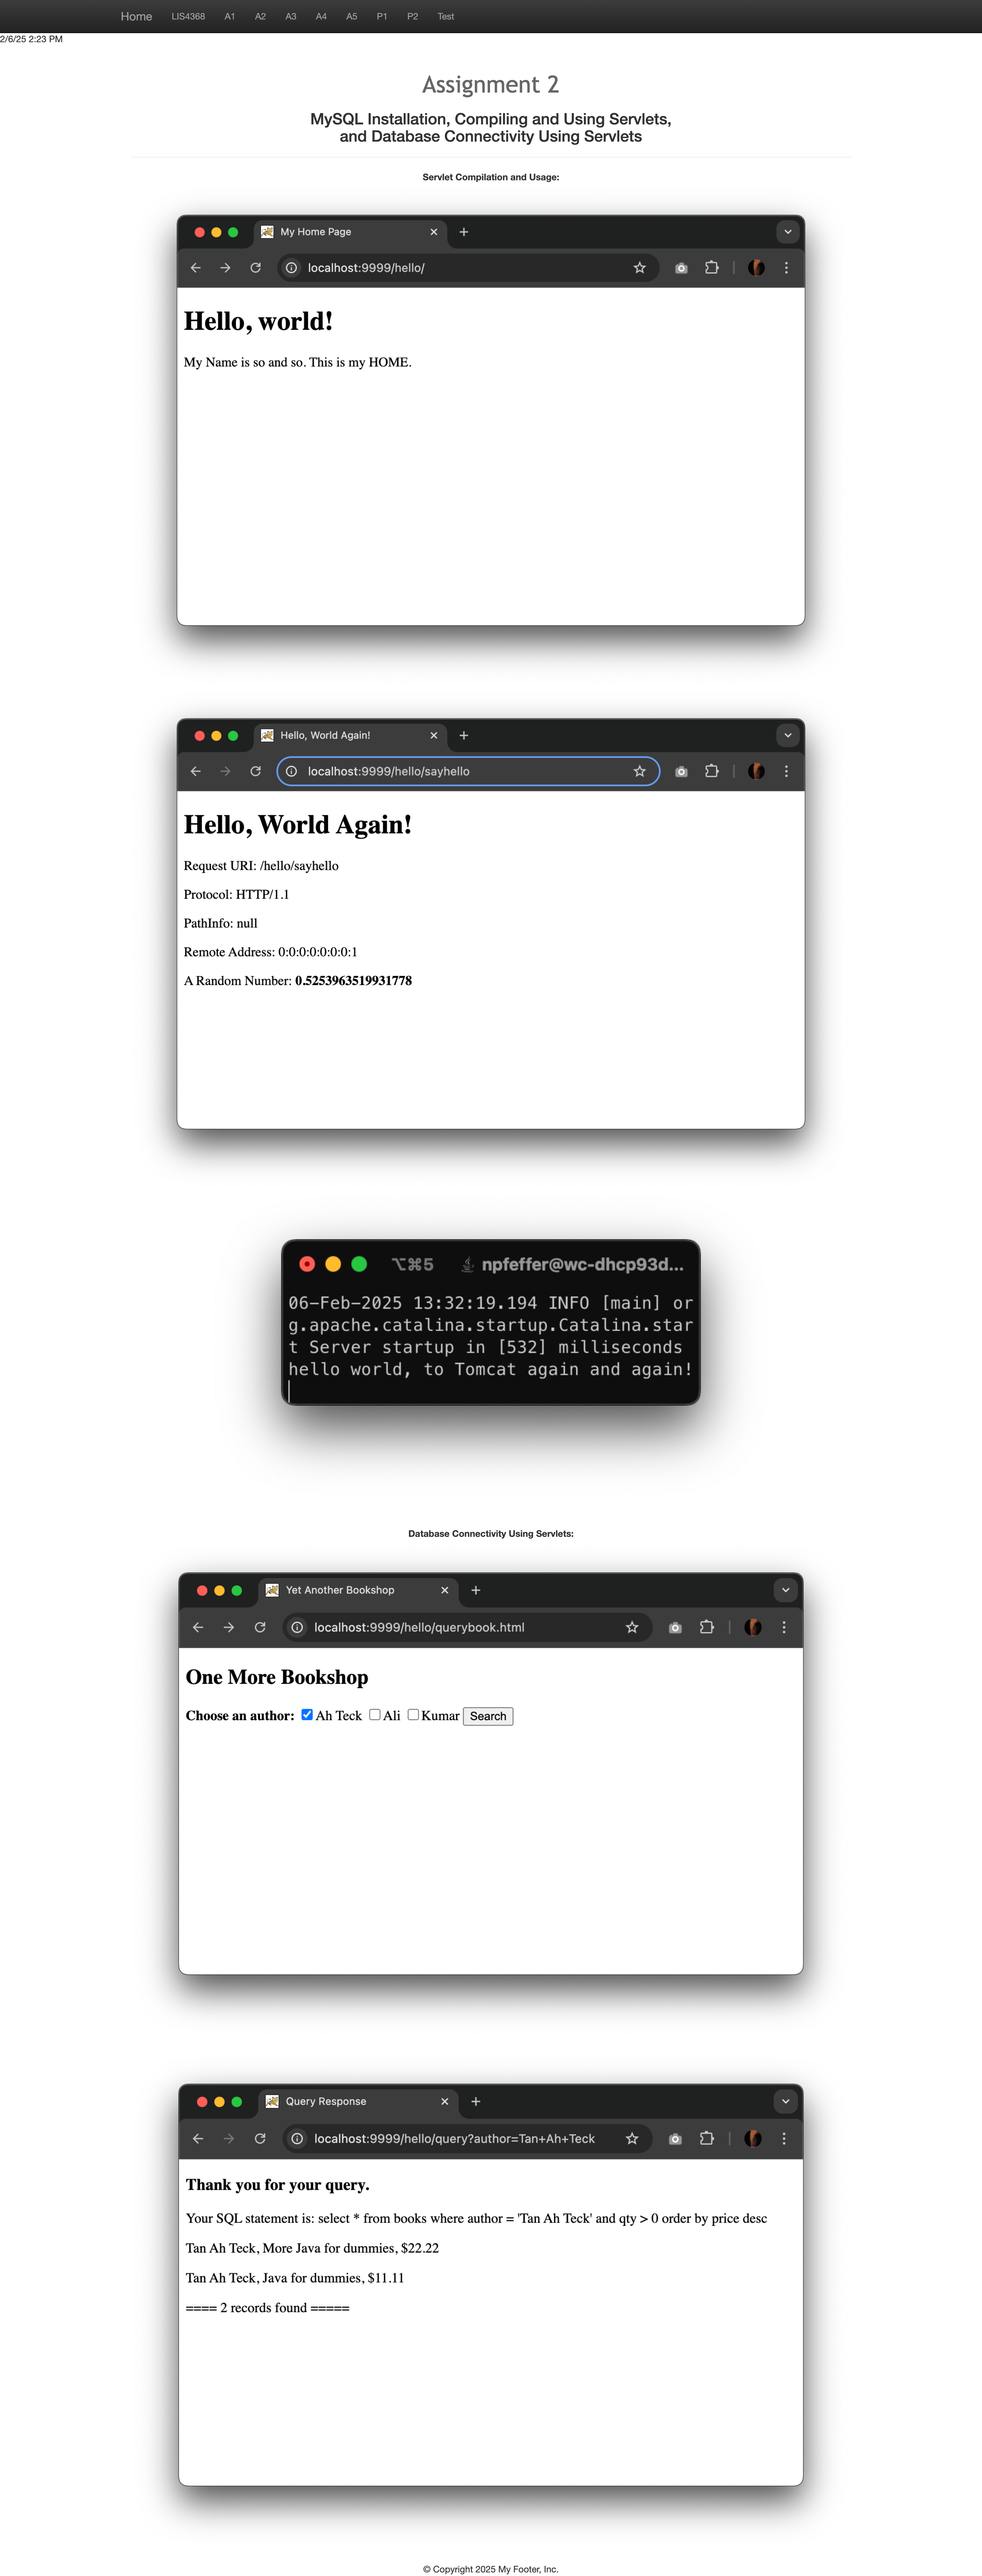 Home LIS4368 A1 A2 A3 A4 A5 P1 P2 Test
2/6/25 2:23 PM
Assignment 2
MySQL Installation, Compiling and Using Servlets,
and Database Connectivity Using Servlets
Servlet Compilation and Usage:
My Home Page
localhost:9999/hello/
Hello, world!
My Name is so and so. This is my HOME.
Hello, World Again!
localhost:9999/hello/sayhello
Hello, World Again!
Request URI: /hello/sayhello
Protocol: HTTP/1.1
PathInfo: null
Remote Address: 0:0:0:0:0:0:0:1
A Random Number: 0.5253963519931778
⌥⌘5 npfeffer@wc-dhcp93d...
06-Feb-2025 13:32:19.194 INFO [main] or
g.apache.catalina.startup.Catalina.star
t Server startup in [532] milliseconds
hello world, to Tomcat again and again!
Database Connectivity Using Servlets:
Yet Another Bookshop
localhost:9999/hello/querybook.html
One More Bookshop
Choose an author: Ah Teck Ali Kumar Search
Query Response
localhost:9999/hello/query?author=Tan+Ah+Teck
Thank you for your query.
Your SQL statement is: select * from books where author = 'Tan Ah Teck' and qty > 0 order by price desc
Tan Ah Teck, More Java for dummies, $22.22
Tan Ah Teck, Java for dummies, $11.11
==== 2 records found =====
© Copyright 2025 My Footer, Inc.